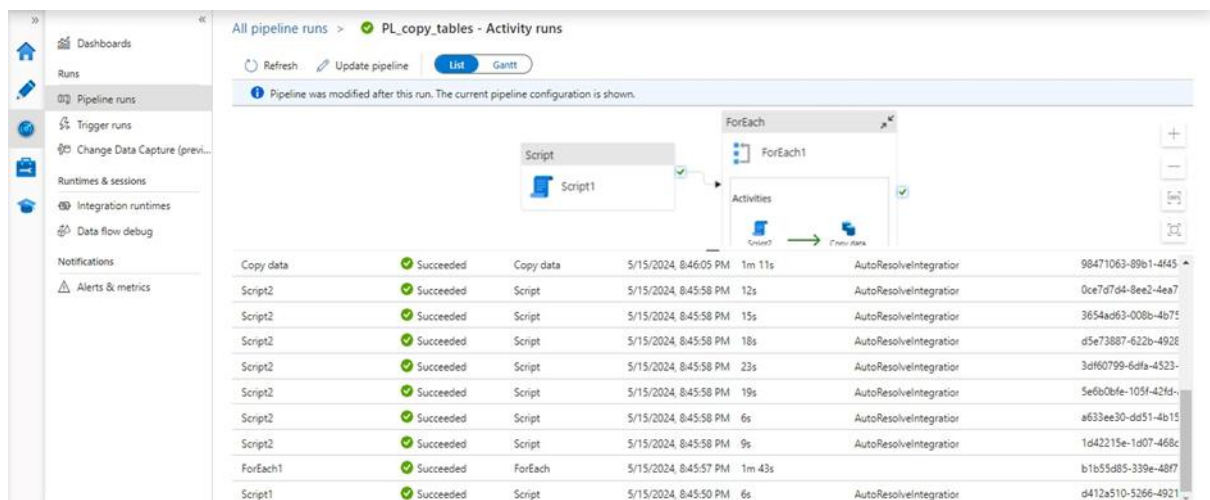 All pipeline runs > PL_copy_tables - Activity runs
Dashboards
Runs
Pipeline runs
Trigger runs
Change Data Capture (previ...
Runtimes & sessions
Integration runtimes
Data flow debug
Notifications
Alerts & metrics
Refresh Update pipeline List Gantt
Pipeline was modified after this run. The current pipeline configuration is shown.
Script
Script1
ForEach
ForEach1
Activities
Script2 Copy data
Copy data Succeeded Copy data 5/15/2024, 8:46:05 PM 1m 11s AutoResolveIntegration 98471063-89b1-4f45-
Script2 Succeeded Script 5/15/2024, 8:45:58 PM 12s AutoResolveIntegration 0ce7d7d4-8ee2-4ea7
Script2 Succeeded Script 5/15/2024, 8:45:58 PM 15s AutoResolveIntegration 3654ad63-008b-4b75
Script2 Succeeded Script 5/15/2024, 8:45:58 PM 18s AutoResolveIntegration d5e73887-622b-4928
Script2 Succeeded Script 5/15/2024, 8:45:58 PM 23s AutoResolveIntegration 3df60799-6dfa-4523-
Script2 Succeeded Script 5/15/2024, 8:45:58 PM 19s AutoResolveIntegration 5e6b0bfe-105f-42fd-
Script2 Succeeded Script 5/15/2024, 8:45:58 PM 6s AutoResolveIntegration a633ee30-dd51-4b15
Script2 Succeeded Script 5/15/2024, 8:45:58 PM 9s AutoResolveIntegration 1d42215e-1d07-468c
ForEach1 Succeeded ForEach 5/15/2024, 8:45:57 PM 1m 43s b1b55d85-339e-48f7
Script1 Succeeded Script 5/15/2024, 8:45:50 PM 6s AutoResolveIntegration d412a510-5266-4921